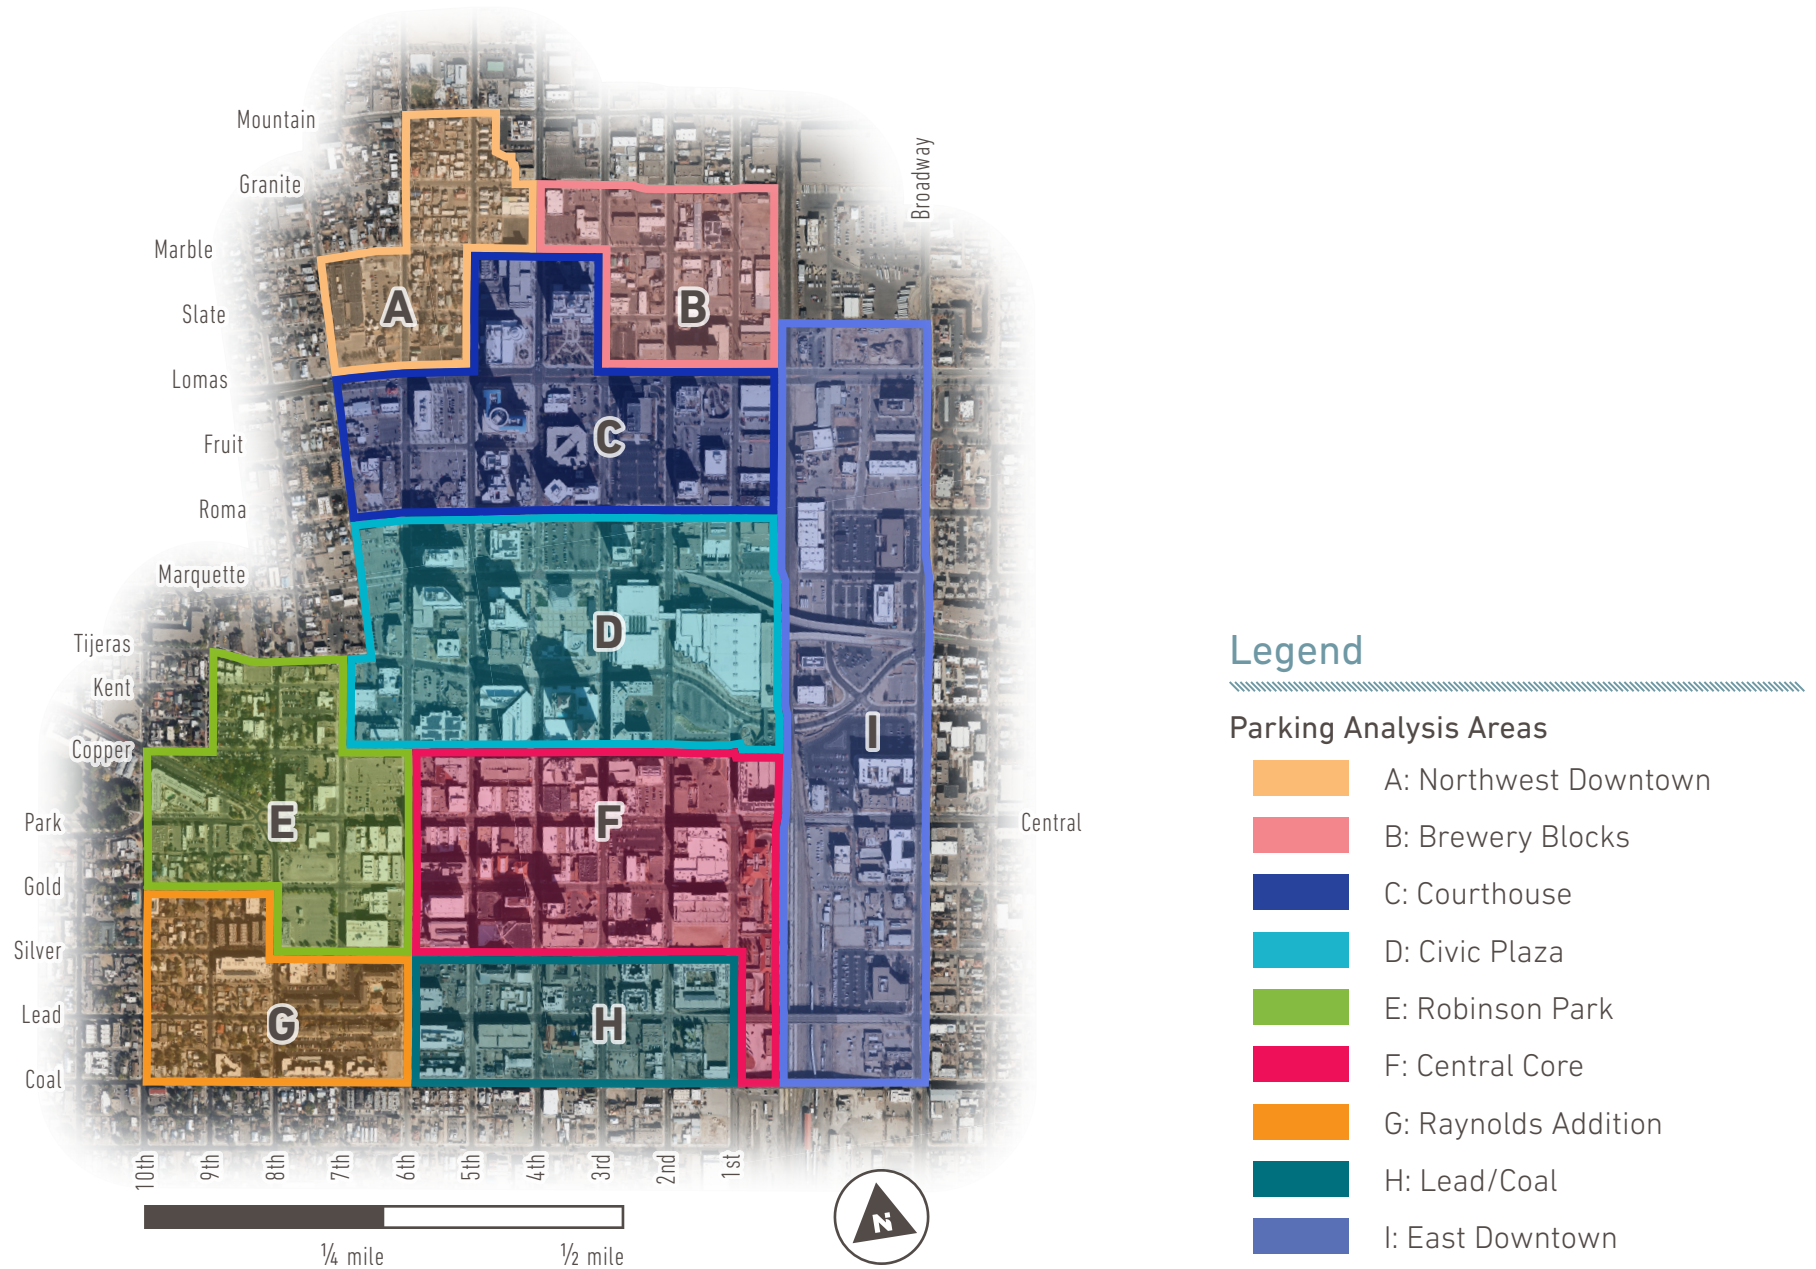 Mountain
Granite
Marble
Slate
Lomas
Fruit
Roma
Marquette
Tijeras
Kent
Copper
Park
Gold
Silver
Lead
Coal
Broadway
Central
A
B
C
D
E
F
G
H
I
10th
9th
8th
7th
6th
5th
4th
3rd
2nd
1st
¼ mile
½ mile
N
Legend
Parking Analysis Areas
A: Northwest Downtown
B: Brewery Blocks
C: Courthouse
D: Civic Plaza
E: Robinson Park
F: Central Core
G: Raynolds Addition
H: Lead/Coal
I: East Downtown